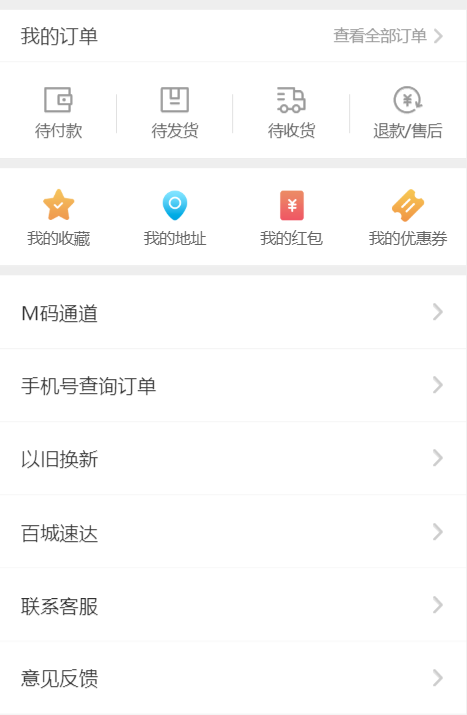 我的订单 查看全部订单
待付款 待发货 待收货 退款/售后
我的收藏 我的地址 我的红包 我的优惠券
M码通道
手机号查询订单
以旧换新
百城速达
联系客服
意见反馈